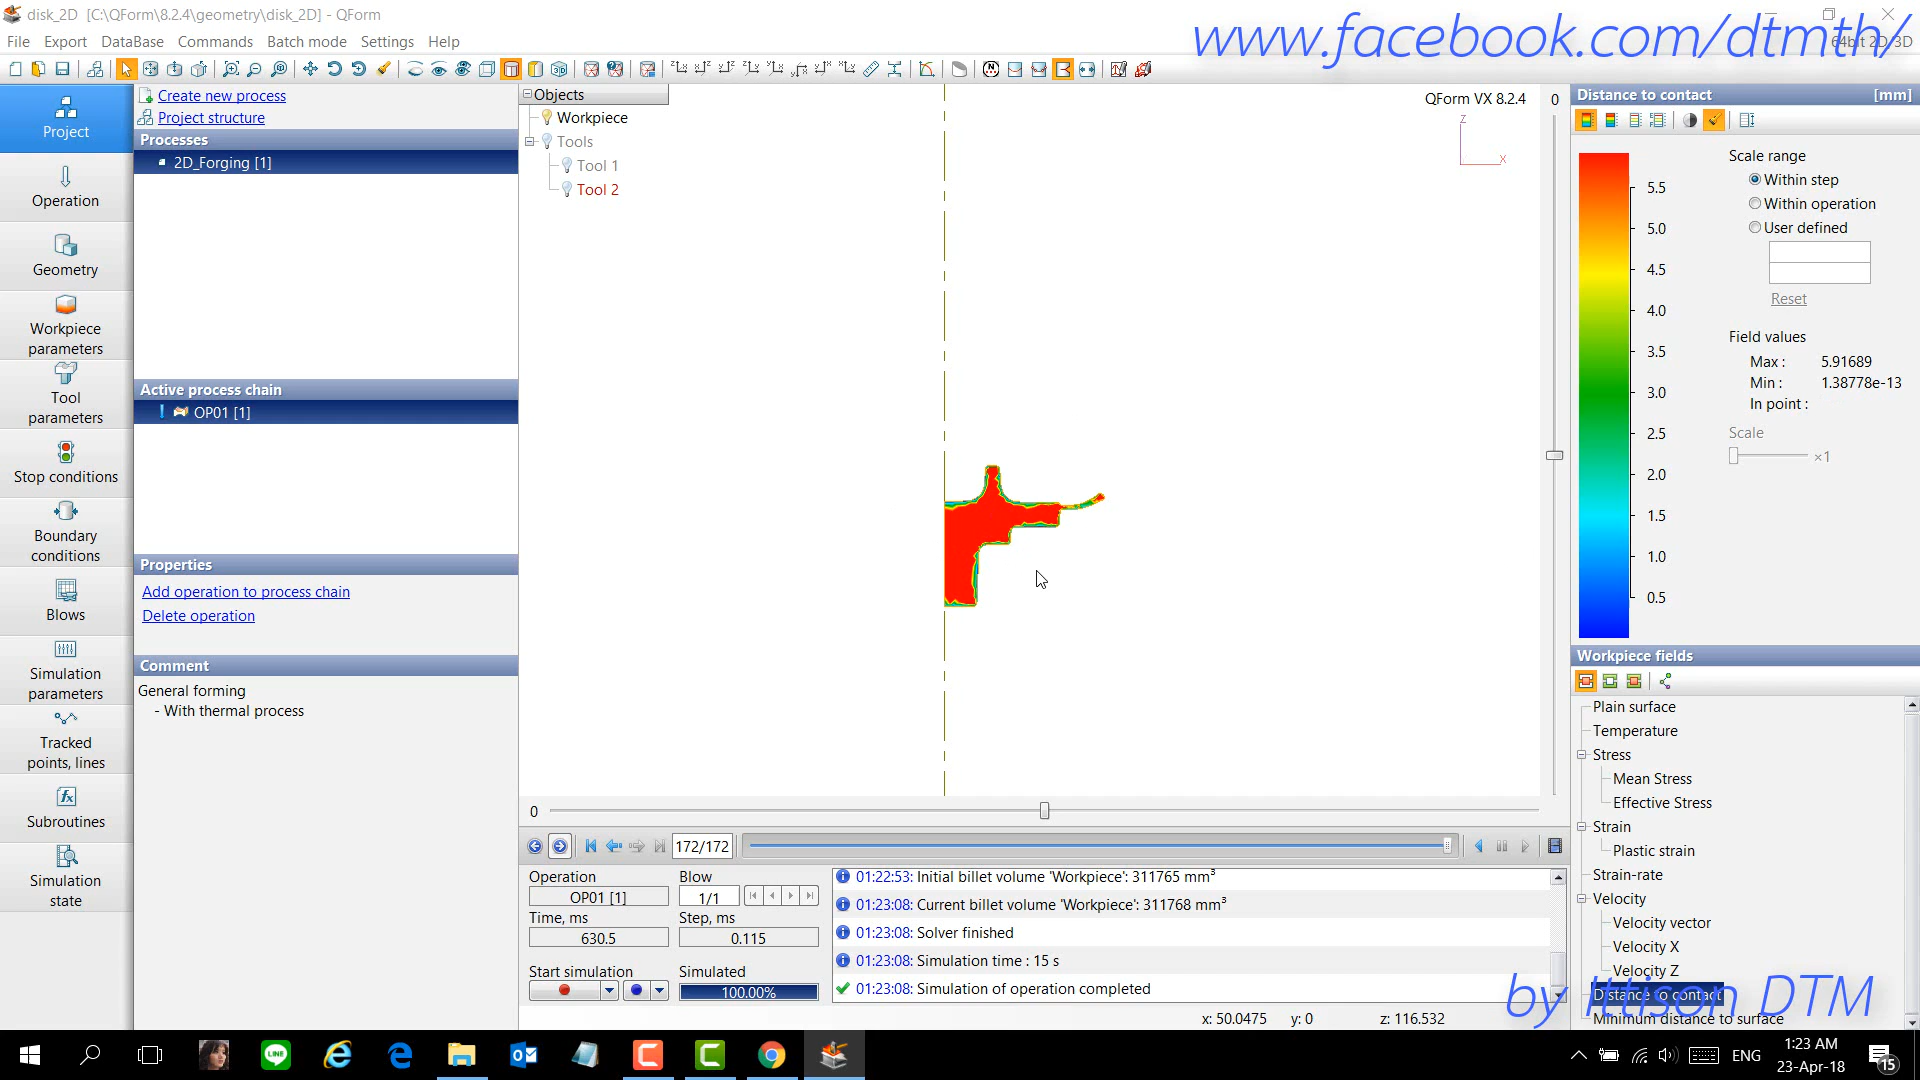 disk_2D [C:\QForm\8.2.4\geometry\disk_2D] - QForm
www.facebook.com/dtmth/
File Export DataBase Commands Batch mode Settings Help
64bit 2D/3D
Project
Operation
Geometry
Workpiece
parameters
Tool
parameters
Stop conditions
Boundary
conditions
Blows
Simulation
parameters
Tracked
points, lines
Subroutines
Simulation
state
Create new process
Project structure
Processes
2D_Forging [1]
Active process chain
OP01 [1]
Properties
Add operation to process chain
Delete operation
Comment
General forming
- With thermal process
Objects
Workpiece
Tools
Tool 1
Tool 2
QForm VX 8.2.4
Z
X
0
0
172/172
Operation
OP01 [1]
Blow
1/1
Time, ms
630.5
Step, ms
0.115
Start simulation
Simulated
100.00%
01:22:53: Initial billet volume 'Workpiece': 311765 mm³
01:23:08: Current billet volume 'Workpiece': 311768 mm³
01:23:08: Solver finished
01:23:08: Simulation time : 15 s
01:23:08: Simulation of operation completed
x: 50.0475 y: 0 z: 116.532
Distance to contact [mm]
5.5
5.0
4.5
4.0
3.5
3.0
2.5
2.0
1.5
1.0
0.5
Scale range
Within step
Within operation
User defined
Reset
Field values
Max : 5.91689
Min : 1.38778e-13
In point :
Scale
×1
Workpiece fields
Plain surface
Temperature
Stress
Mean Stress
Effective Stress
Strain
Plastic strain
Strain-rate
Velocity
Velocity vector
Velocity X
Velocity Z
Distance to contact
Minimum distance to surface
by Ittison DTM
ENG
1:23 AM
23-Apr-18
15